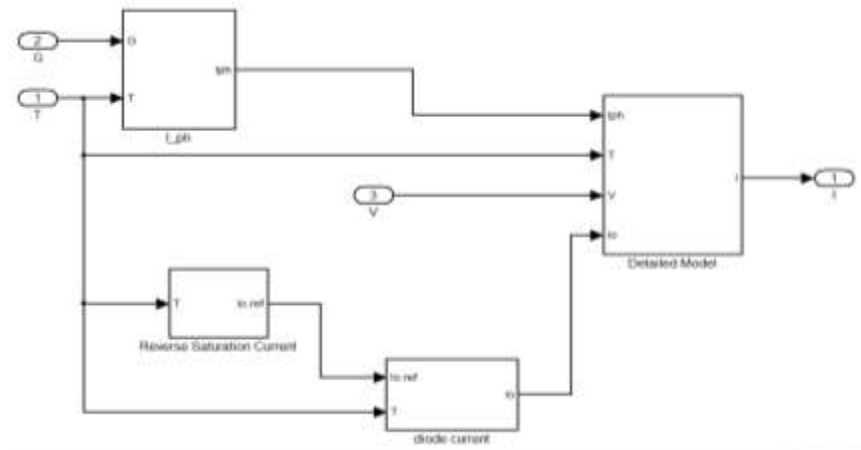 2
G
G
Iph
1
T
T
I_ph
Iph
T
3
V
V
I
1
I
Io
Detailed Model
T
Io ref
Reverse Saturation Current
Io ref
Io
T
diode current